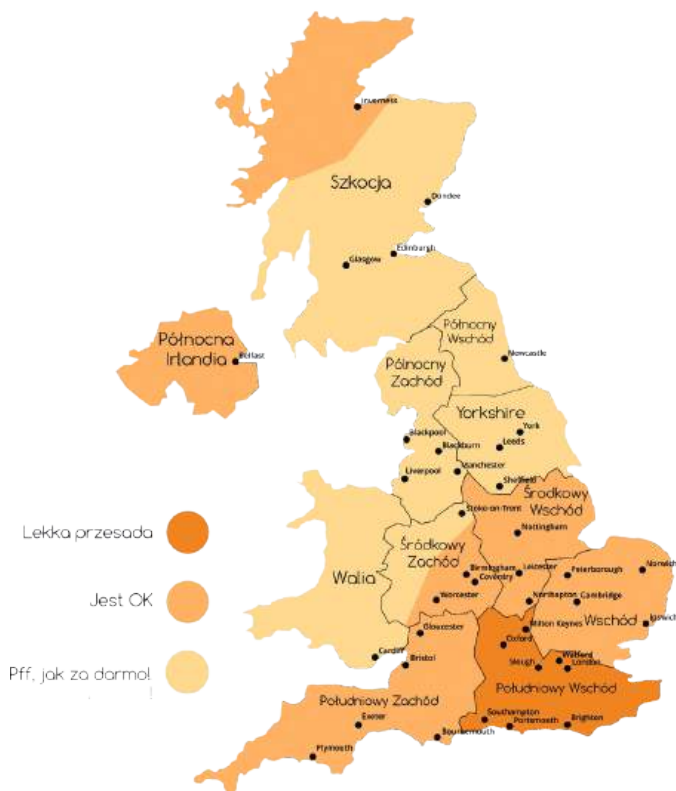 Inverness
Szkocja
Dundee
Edinburgh
Glasgow
Północny
Wschód
Północna
Irlandia
Belfast
Newcastle
Północny
Zachód
Yorkshire
York
Blackpool
Leeds
Blackburn
Manchester
Liverpool
Sheffield
Środkowy
Wschód
Stoke-on-Trent
Nottingham
Lekka przesada
Śródkowy
Zachód
Walia
Birmingham
Coventry
Leicester
Peterborough
Norwich
Jest OK
Worcester
Northapton
Cambridge
Wschód
Ipswich
Gloucester
Milton Keynes
Oxford
Cardiff
Bristol
Slough
Watford
London
Pff, jak za darmo!
!
Południowy Wschód
Południowy Zachód
Exeter
Southampton
Portsmouth
Brighton
Bournemouth
Plymouth